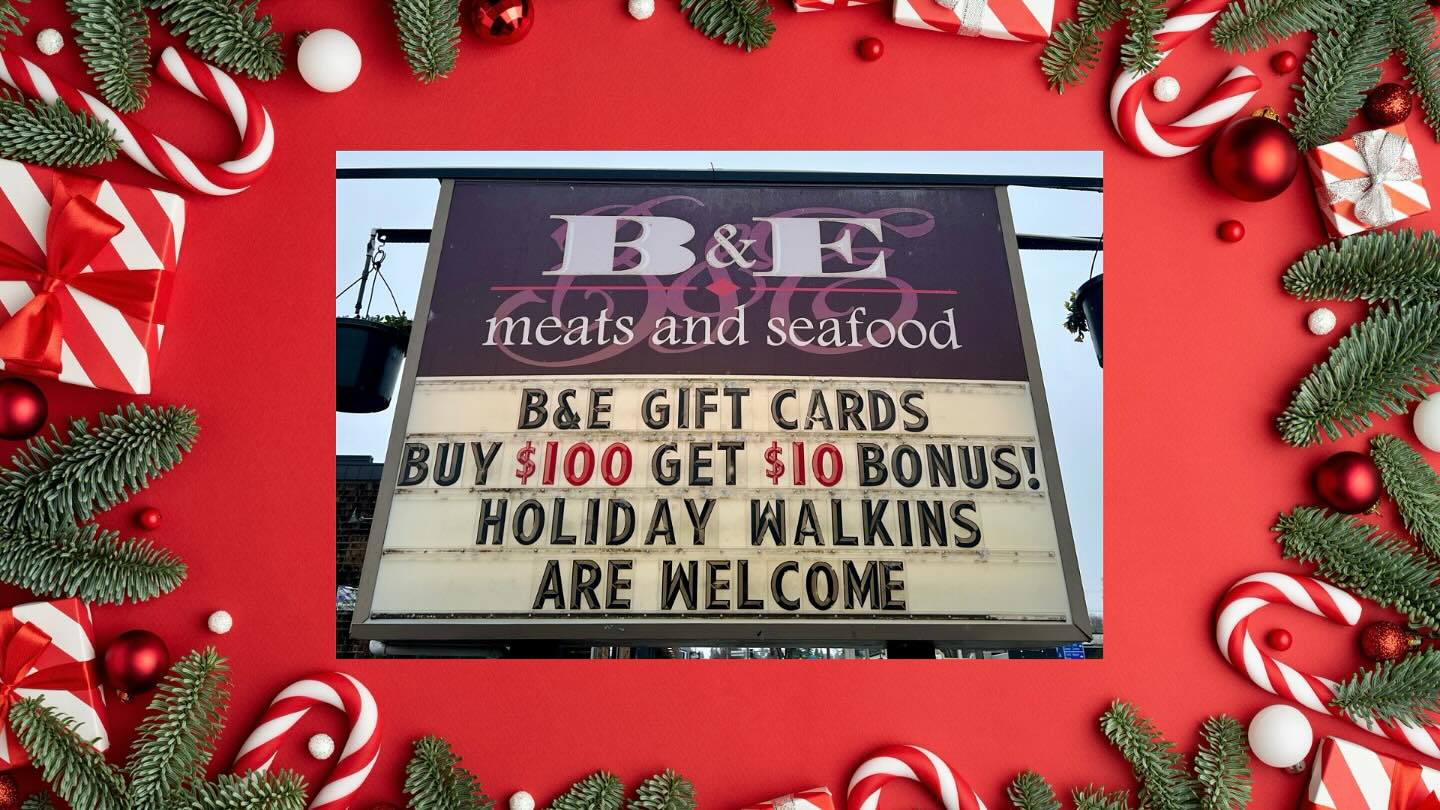 B&E
meats and seafood
B&E GIFT CARDS
BUY $100 GET $10 BONUS!
HOLIDAY WALKINS
ARE WELCOME